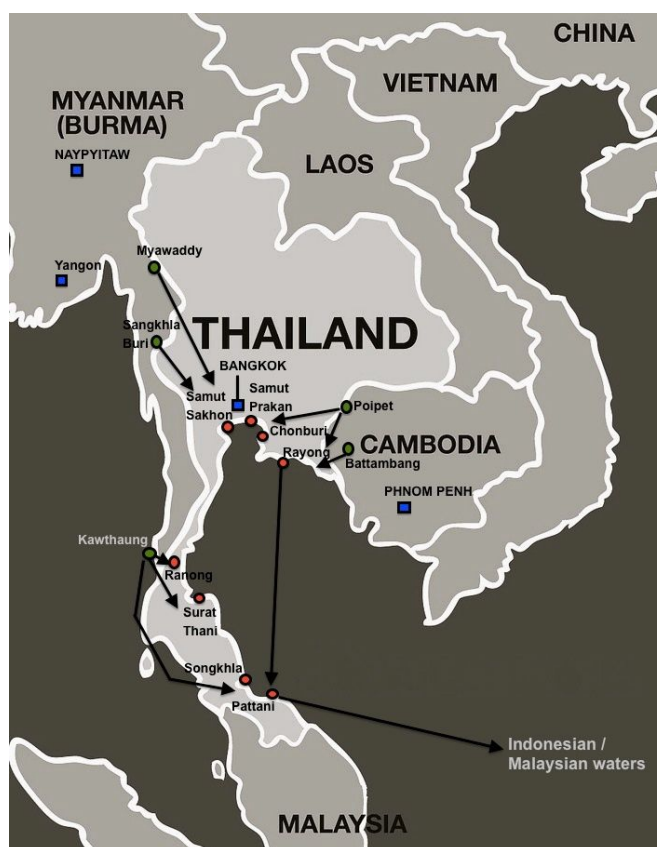 CHINA
VIETNAM
MYANMAR
(BURMA)
NAYPYITAW
LAOS
Myawaddy
Yangon
Sangkhla
Buri
THAILAND
BANGKOK
Samut
Prakan
Samut
Sakhon
Poipet
Chonburi
CAMBODIA
Rayong
Battambang
PHNOM PENH
Kawthaung
Ranong
Surat
Thani
Songkhla
Pattani
Indonesian /
Malaysian waters
MALAYSIA